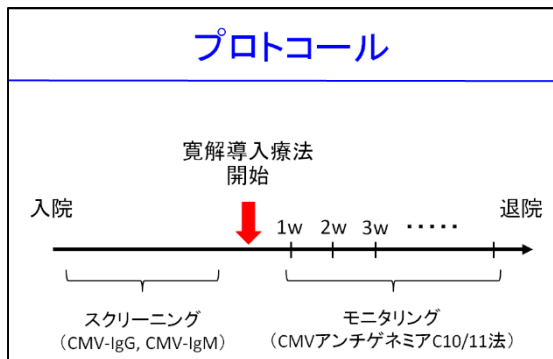 プロトコール
寛解導入療法
開始
入院
退院
1w 2w 3w ・・・・・
スクリーニング
(CMV-IgG, CMV-IgM)
モニタリング
(CMVアンチゲネミアC10/11法)